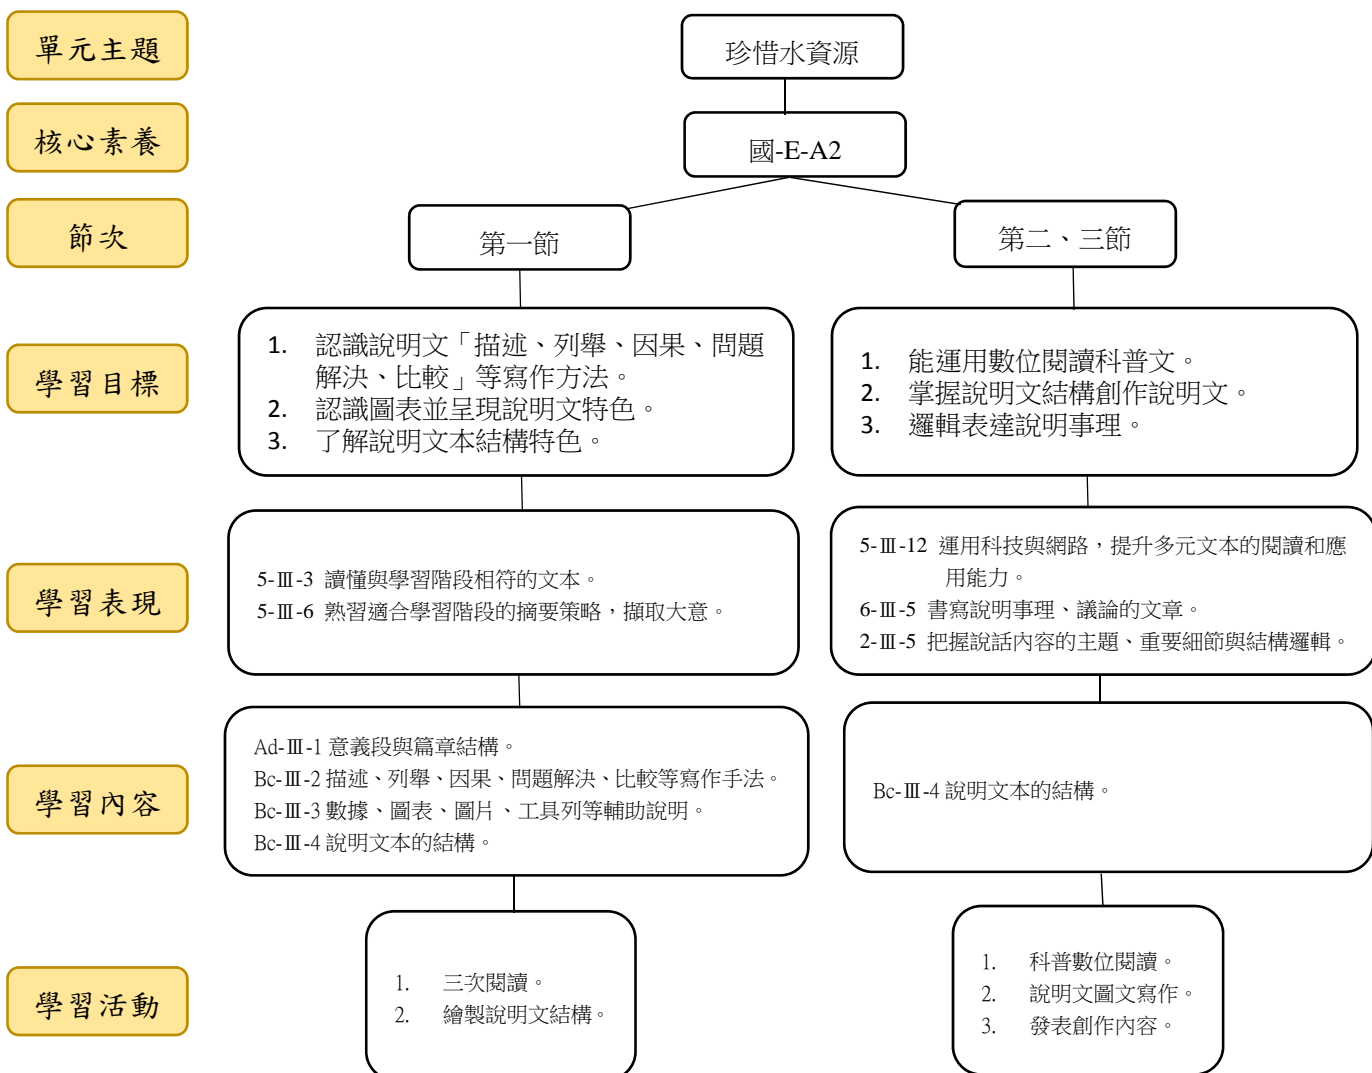 單元主題
珍惜水資源
核心素養
國-E-A2
節次
第一節
第二、三節
學習目標
1. 認識說明文「描述、列舉、因果、問題
解決、比較」等寫作方法。
2. 認識圖表並呈現說明文特色。
3. 了解說明文本結構特色。
1. 能運用數位閱讀科普文。
2. 掌握說明文結構創作說明文。
3. 邏輯表達說明事理。
學習表現
5-Ⅲ-3 讀懂與學習階段相符的文本。
5-Ⅲ-6 熟習適合學習階段的摘要策略，擷取大意。
5-Ⅲ-12 運用科技與網路，提升多元文本的閱讀和應
用能力。
6-Ⅲ-5 書寫說明事理、議論的文章。
2-Ⅲ-5 把握說話內容的主題、重要細節與結構邏輯。
學習內容
Ad-Ⅲ-1 意義段與篇章結構。
Bc-Ⅲ-2 描述、列舉、因果、問題解決、比較等寫作手法。
Bc-Ⅲ-3 數據、圖表、圖片、工具列等輔助說明。
Bc-Ⅲ-4 說明文本的結構。
Bc-Ⅲ-4 說明文本的結構。
學習活動
1. 三次閱讀。
2. 繪製說明文結構。
1. 科普數位閱讀。
2. 說明文圖文寫作。
3. 發表創作內容。